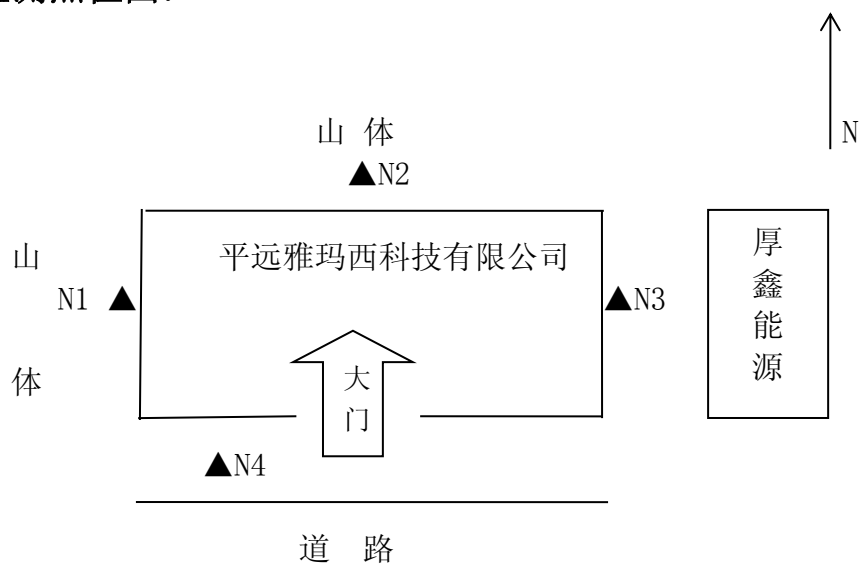 山 体
▲N2
N
山
体
平远雅玛西科技有限公司
N1 ▲
▲N3
厚
鑫
能
源
大
门
▲N4
道 路